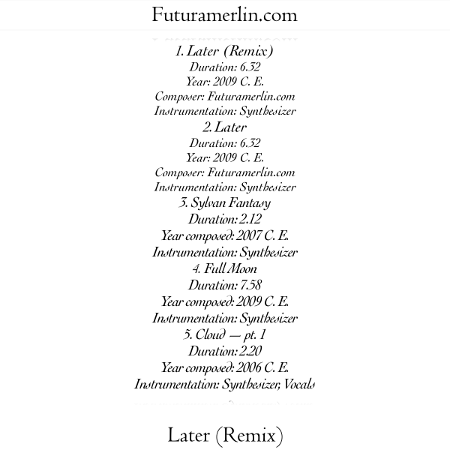 Futuramerlin.com
1. Later (Remix)
Duration: 6.32
Year: 2009 C. E.
Composer: Futuramerlin.com
Instrumentation: Synthesizer
2. Later
Duration: 6.32
Year: 2009 C. E.
Composer: Futuramerlin.com
Instrumentation: Synthesizer
3. Sylvan Fantasy
Duration: 2.12
Year composed: 2007 C. E.
Instrumentation: Synthesizer
4. Full Moon
Duration: 7.58
Year composed: 2009 C. E.
Instrumentation: Synthesizer
5. Cloud — pt. 1
Duration: 2.20
Year composed: 2006 C. E.
Instrumentation: Synthesizer, Vocals
Later (Remix)